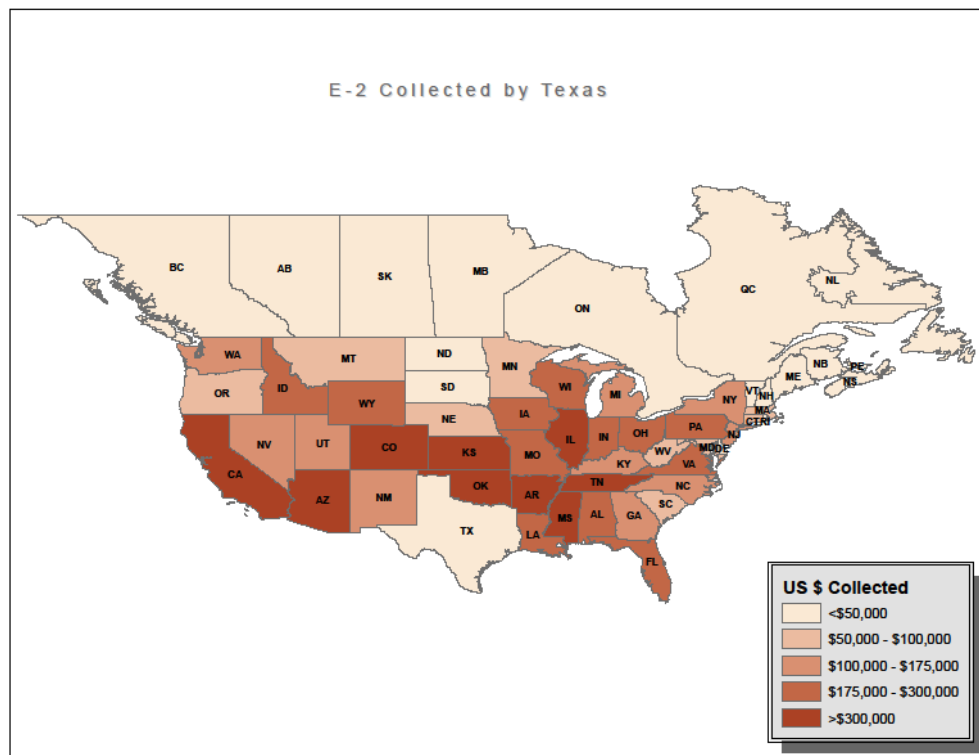 E-2 Collected by Texas
BC
AB
SK
MB
ON
QC
NL
NB
PE
NS
ME
WA
MT
ND
MN
VT
NH
OR
ID
SD
WI
MI
NY
MA
WY
CT RI
NE
IA
PA
NJ
NV
UT
CO
IL
IN
OH
MD DE
CA
KS
MO
WV
VA
KY
AZ
NM
OK
AR
TN
NC
SC
TX
LA
MS
AL
GA
FL
US $ Collected
<$50,000
$50,000 - $100,000
$100,000 - $175,000
$175,000 - $300,000
>$300,000